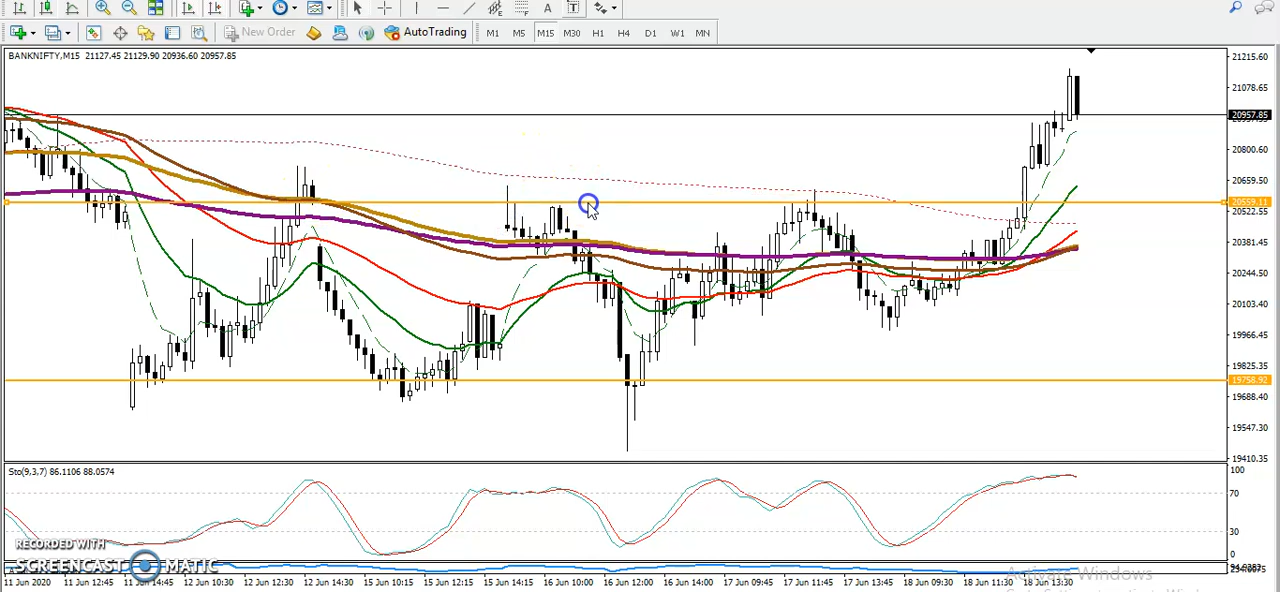 A T
New Order
AutoTrading
M1 M5 M15 M30 H1 H4 D1 W1 MN
BANKNIFTY,M15 21127.45 21129.90 20936.60 20957.85
21215.60
21078.65
20957.85
20800.60
20659.50
20559.11
20522.55
20381.45
20244.50
20103.40
19966.45
19825.35
19758.92
19688.40
19547.30
19410.35
Sto(9,3,7) 86.1106 88.0574
100
70
30
0
RECORDED WITH
SCREENCAST MATIC
Activate Windows
11 Jun 2020 11 Jun 12:45 11 Jun 14:45 12 Jun 10:30 12 Jun 12:30 12 Jun 14:30 15 Jun 10:15 15 Jun 12:15 15 Jun 14:15 16 Jun 10:00 16 Jun 12:00 16 Jun 14:00 17 Jun 09:45 17 Jun 11:45 17 Jun 13:45 18 Jun 09:30 18 Jun 11:30 18 Jun 13:30